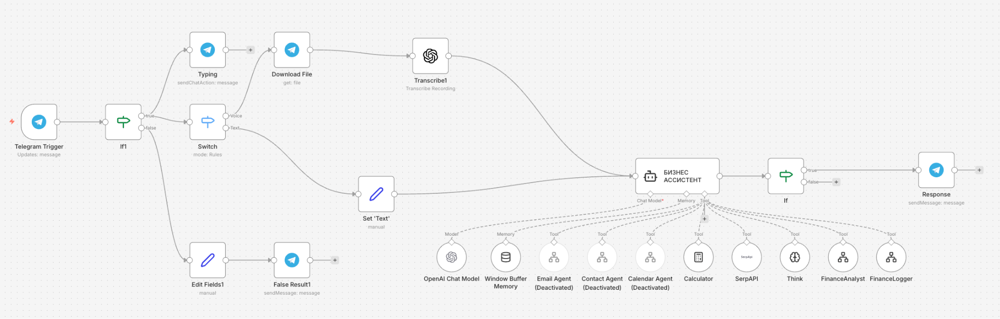 Typing
sendChatAction: message
Download File
get: file
Transcribe1
Transcribe Recording
Telegram Trigger
Updates: message
If1
true
false
Switch
mode: Rules
Voice
Text
Set 'Text'
manual
БИЗНЕС
АССИСТЕНТ
Chat Model*
Memory
Tool
If
true
false
Response
sendMessage: message
Edit Fields1
manual
False Result1
sendMessage: message
Model
Memory
Tool
Tool
Tool
Tool
Tool
Tool
Tool
Tool
SerpApi
OpenAI Chat Model
Window Buffer
Memory
Email Agent
(Deactivated)
Contact Agent
(Deactivated)
Calendar Agent
(Deactivated)
Calculator
SerpAPI
Think
FinanceAnalyst
FinanceLogger